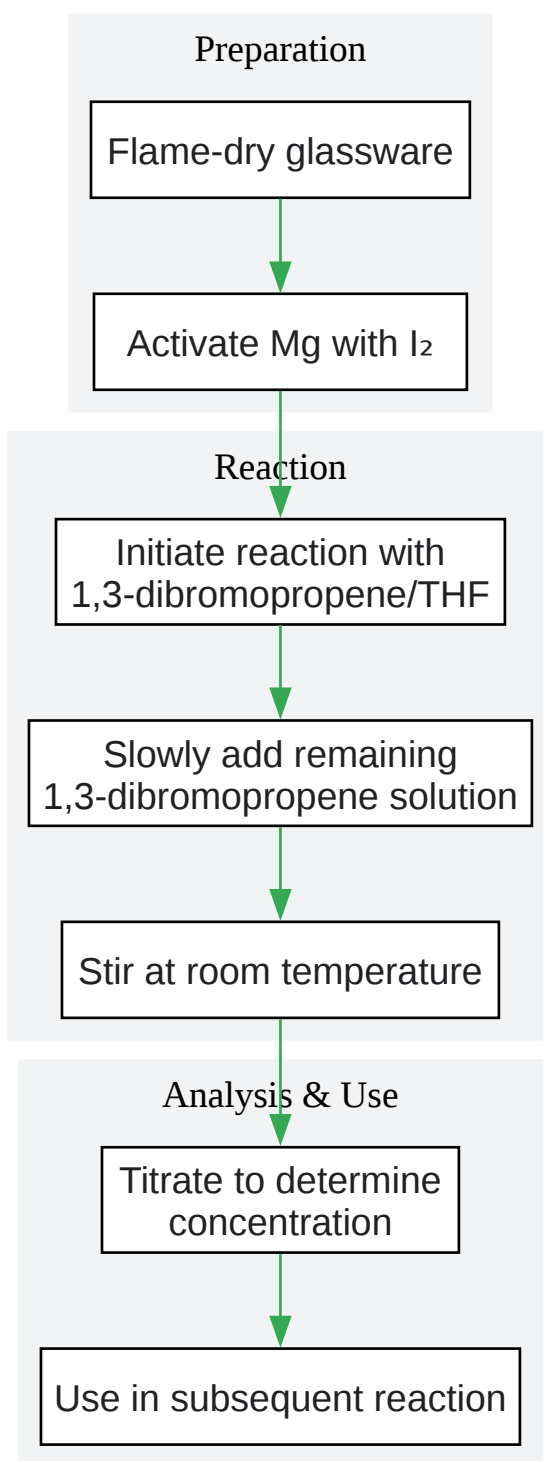 Preparation
Flame-dry glassware
Activate Mg with I₂
Reaction
Initiate reaction with
1,3-dibromopropene/THF
Slowly add remaining
1,3-dibromopropene solution
Stir at room temperature
Analysis & Use
Titrate to determine
concentration
Use in subsequent reaction